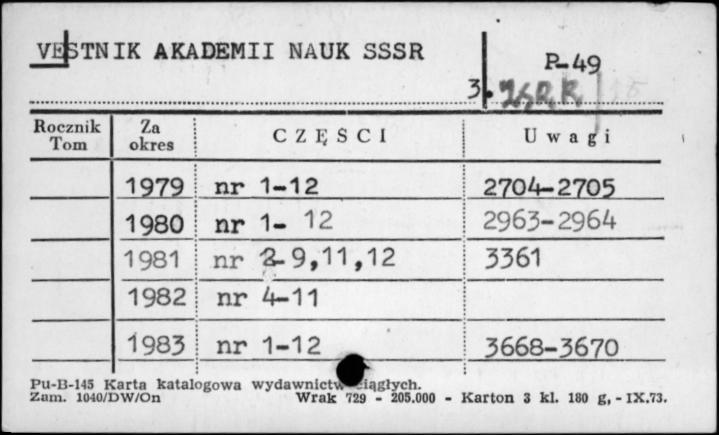 VESTNIK AKADEMII NAUK SSSR
P-49
3.
Rocznik Tom
Za okres
CZĘŚCI
Uwagi
1979 nr 1-12 2704-2705
1980 nr 1- 12 2963-2964
1981 nr 2-9,11,12 3361
1982 nr 4-11
1983 nr 1-12 3668-3670
Pu-B-145 Karta katalogowa wydawnictw ciągłych.
Zam. 1040/DW/On Wrak 729 - 205.000 - Karton 3 kl. 180 g, - IX.73.